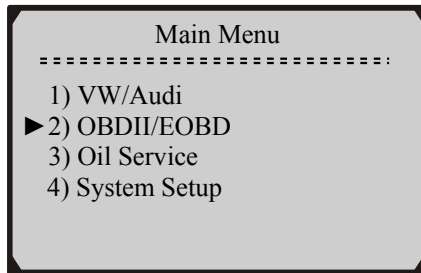 Main Menu
1) VW/Audi
►2) OBDII/EOBD
3) Oil Service
4) System Setup